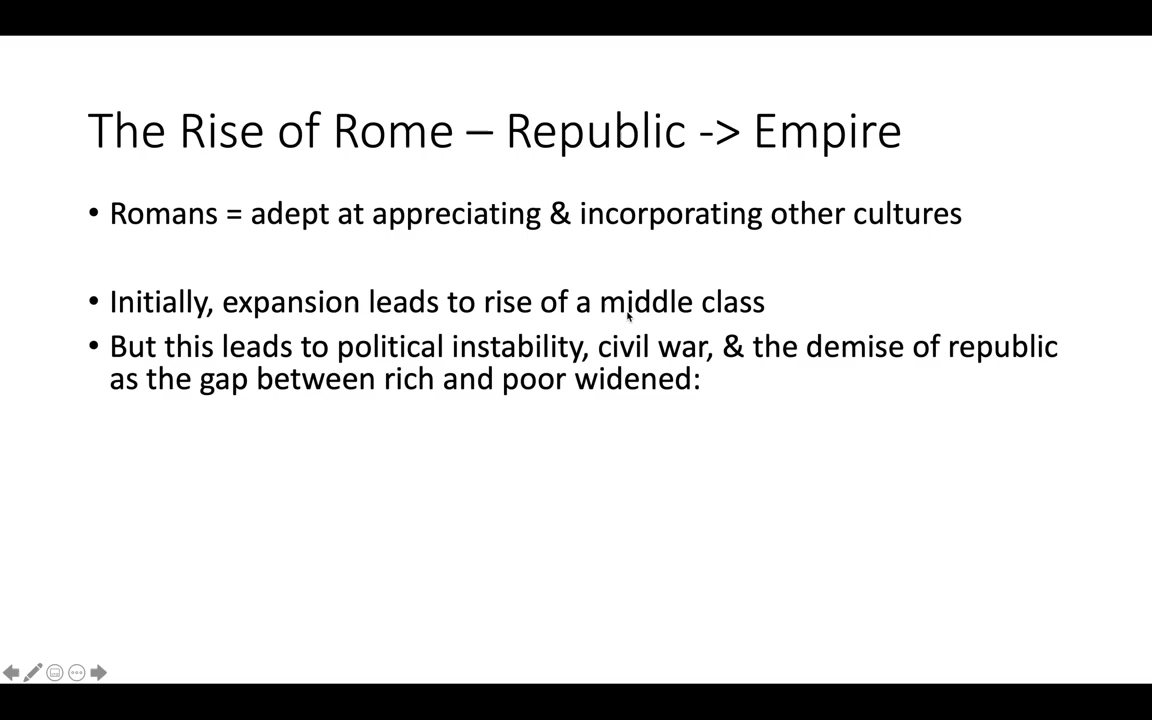 The Rise of Rome – Republic -> Empire
• Romans = adept at appreciating & incorporating other cultures
• Initially, expansion leads to rise of a middle class
• But this leads to political instability, civil war, & the demise of republic
as the gap between rich and poor widened: